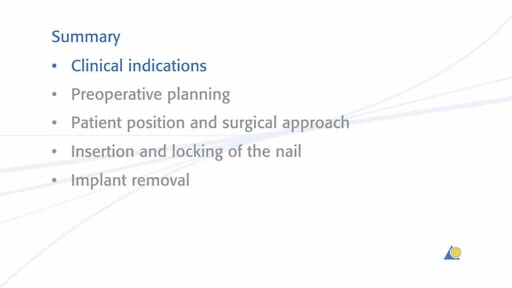 Summary
• Clinical indications
• Preoperative planning
• Patient position and surgical approach
• Insertion and locking of the nail
• Implant removal